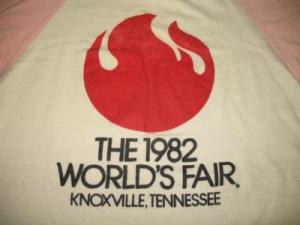 THE 1982
WORLD'S FAIR.
KNOXVILLE, TENNESSEE